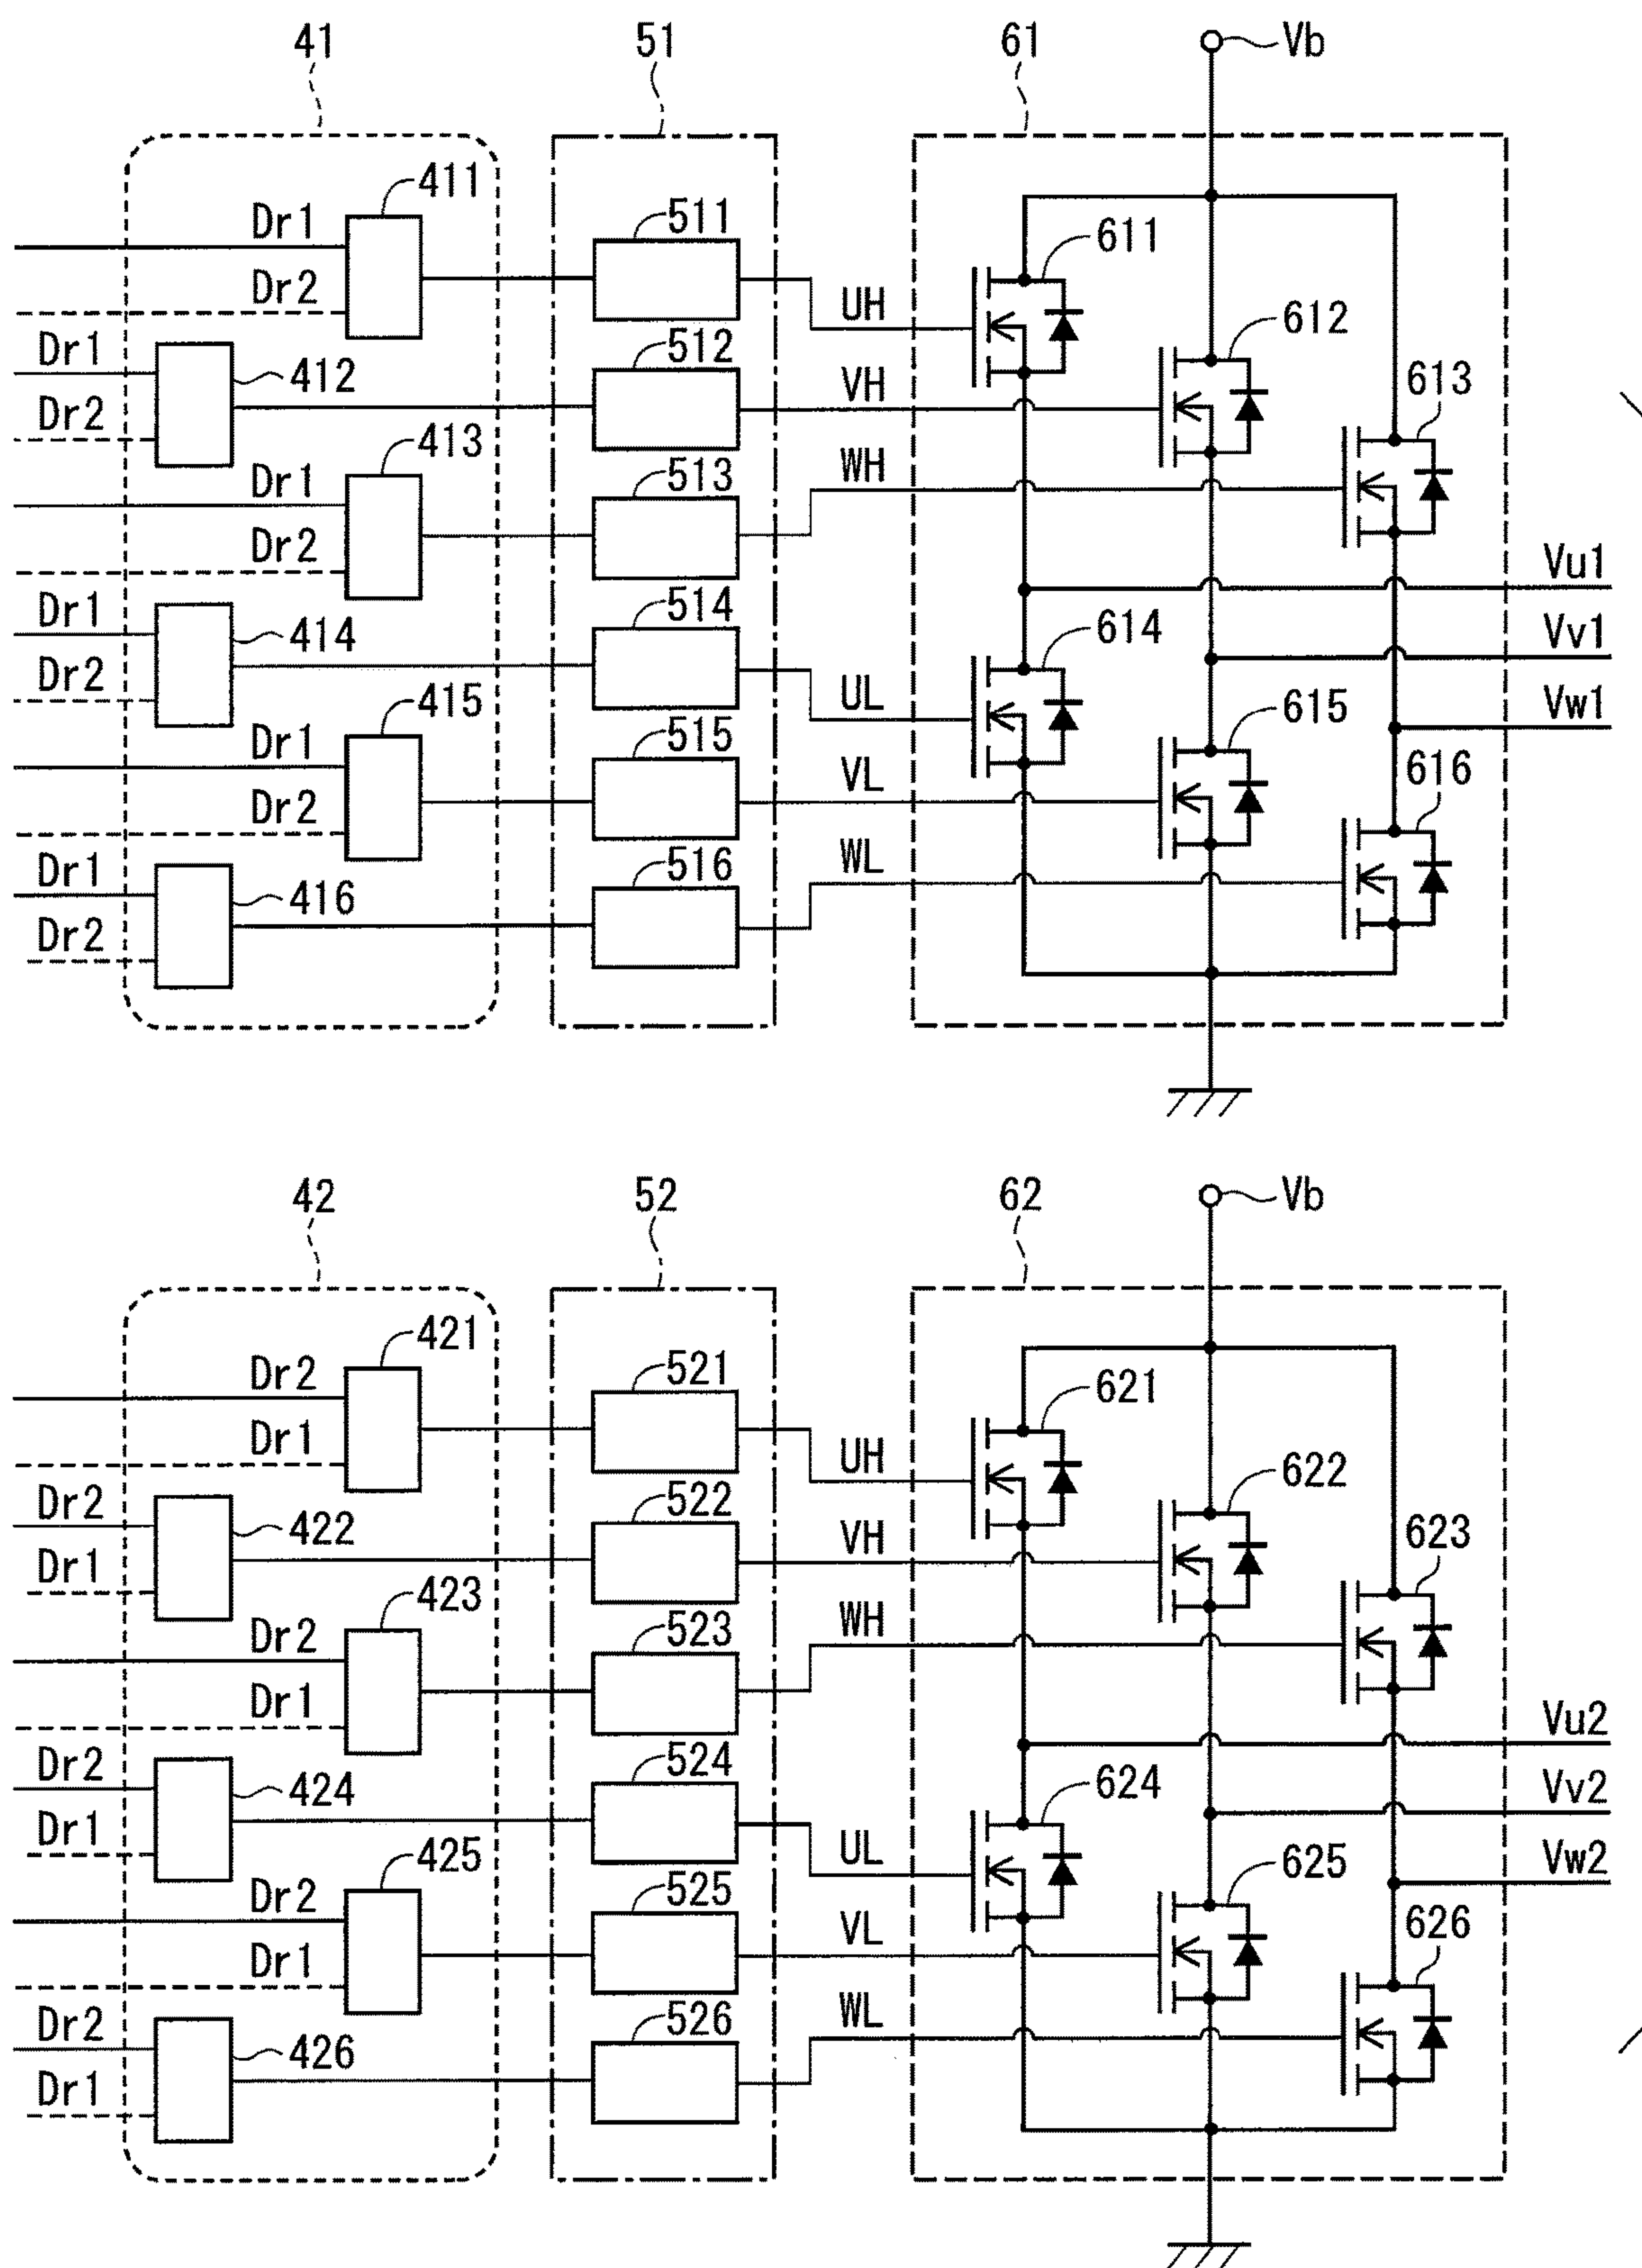 41
51
61
Vb
411
Dr1
511
611
Dr2
UH
612
Dr1
412
512
VH
613
Dr2
413
Dr1
513
WH
Dr2
Vu1
Dr1
414
514
614
Vv1
Dr2
415
UL
615
Vw1
Dr1
515
VL
616
Dr2
Dr1
416
516
WL
Dr2
42
52
62
Vb
421
Dr2
521
621
Dr1
UH
622
Dr2
422
522
VH
623
Dr1
423
Dr2
523
WH
Dr1
Vu2
Dr2
424
524
624
Vv2
Dr1
425
UL
625
Vw2
Dr2
525
VL
626
Dr1
Dr2
426
526
WL
Dr1